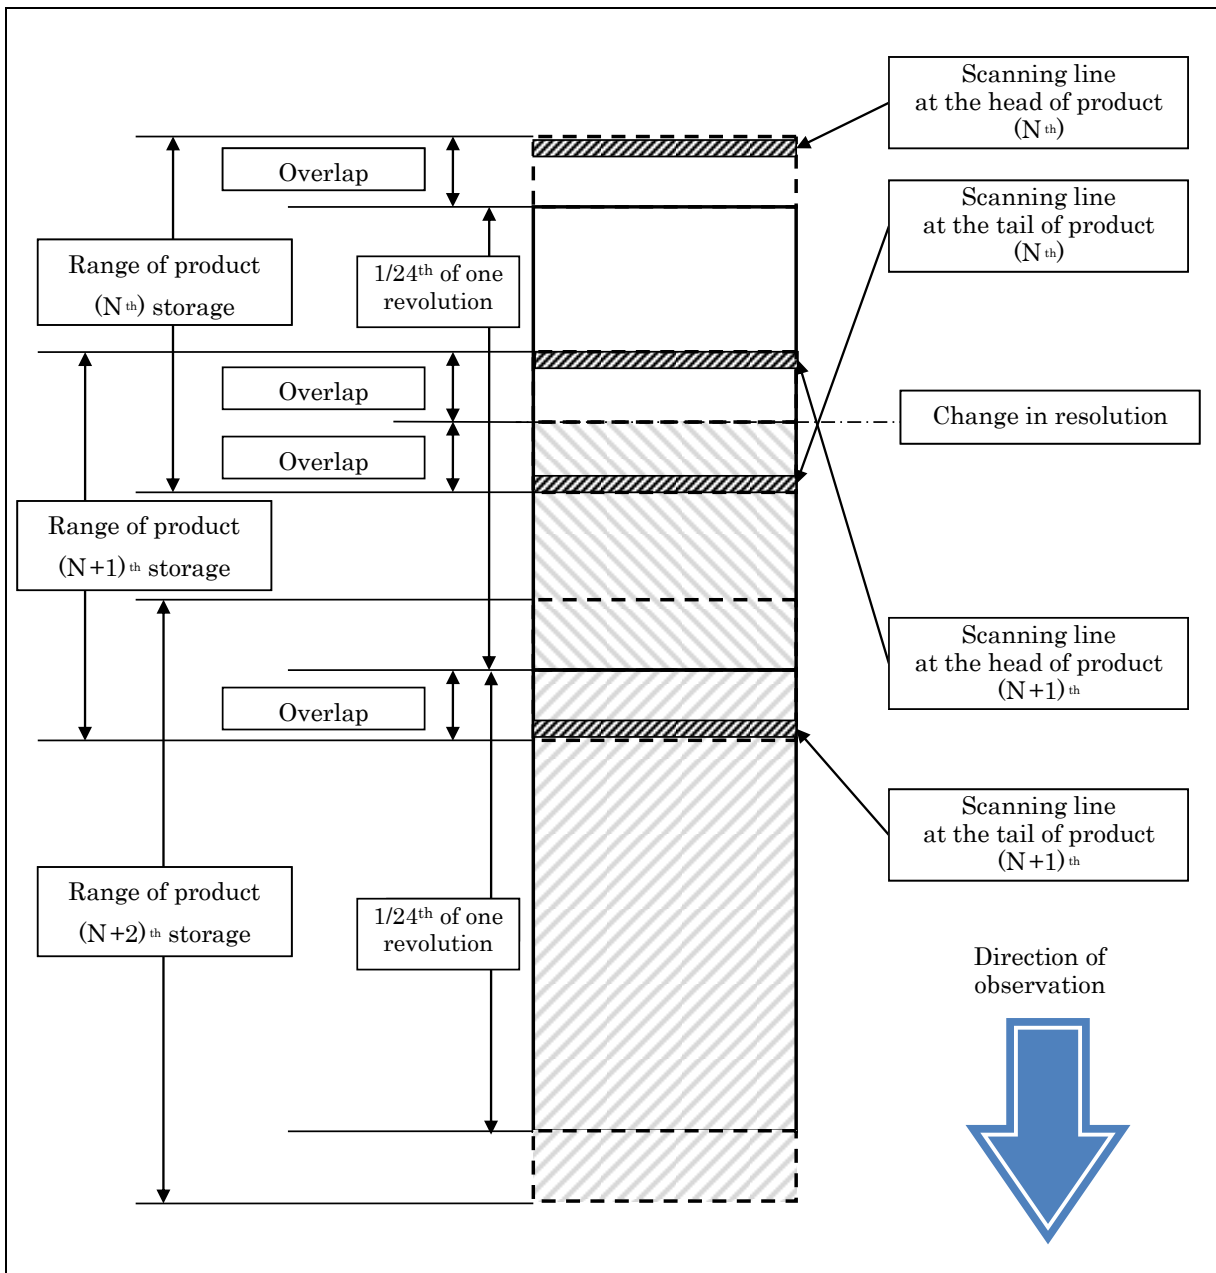 Scanning line
at the head of product
(Nth)
Overlap
Scanning line
at the tail of product
(Nth)
Range of product
(Nth) storage
1/24th of one
revolution
Overlap
Change in resolution
Overlap
Range of product
(N+1)th storage
Scanning line
at the head of product
(N+1)th
Overlap
Scanning line
at the tail of product
(N+1)th
Range of product
(N+2)th storage
1/24th of one
revolution
Direction of
observation